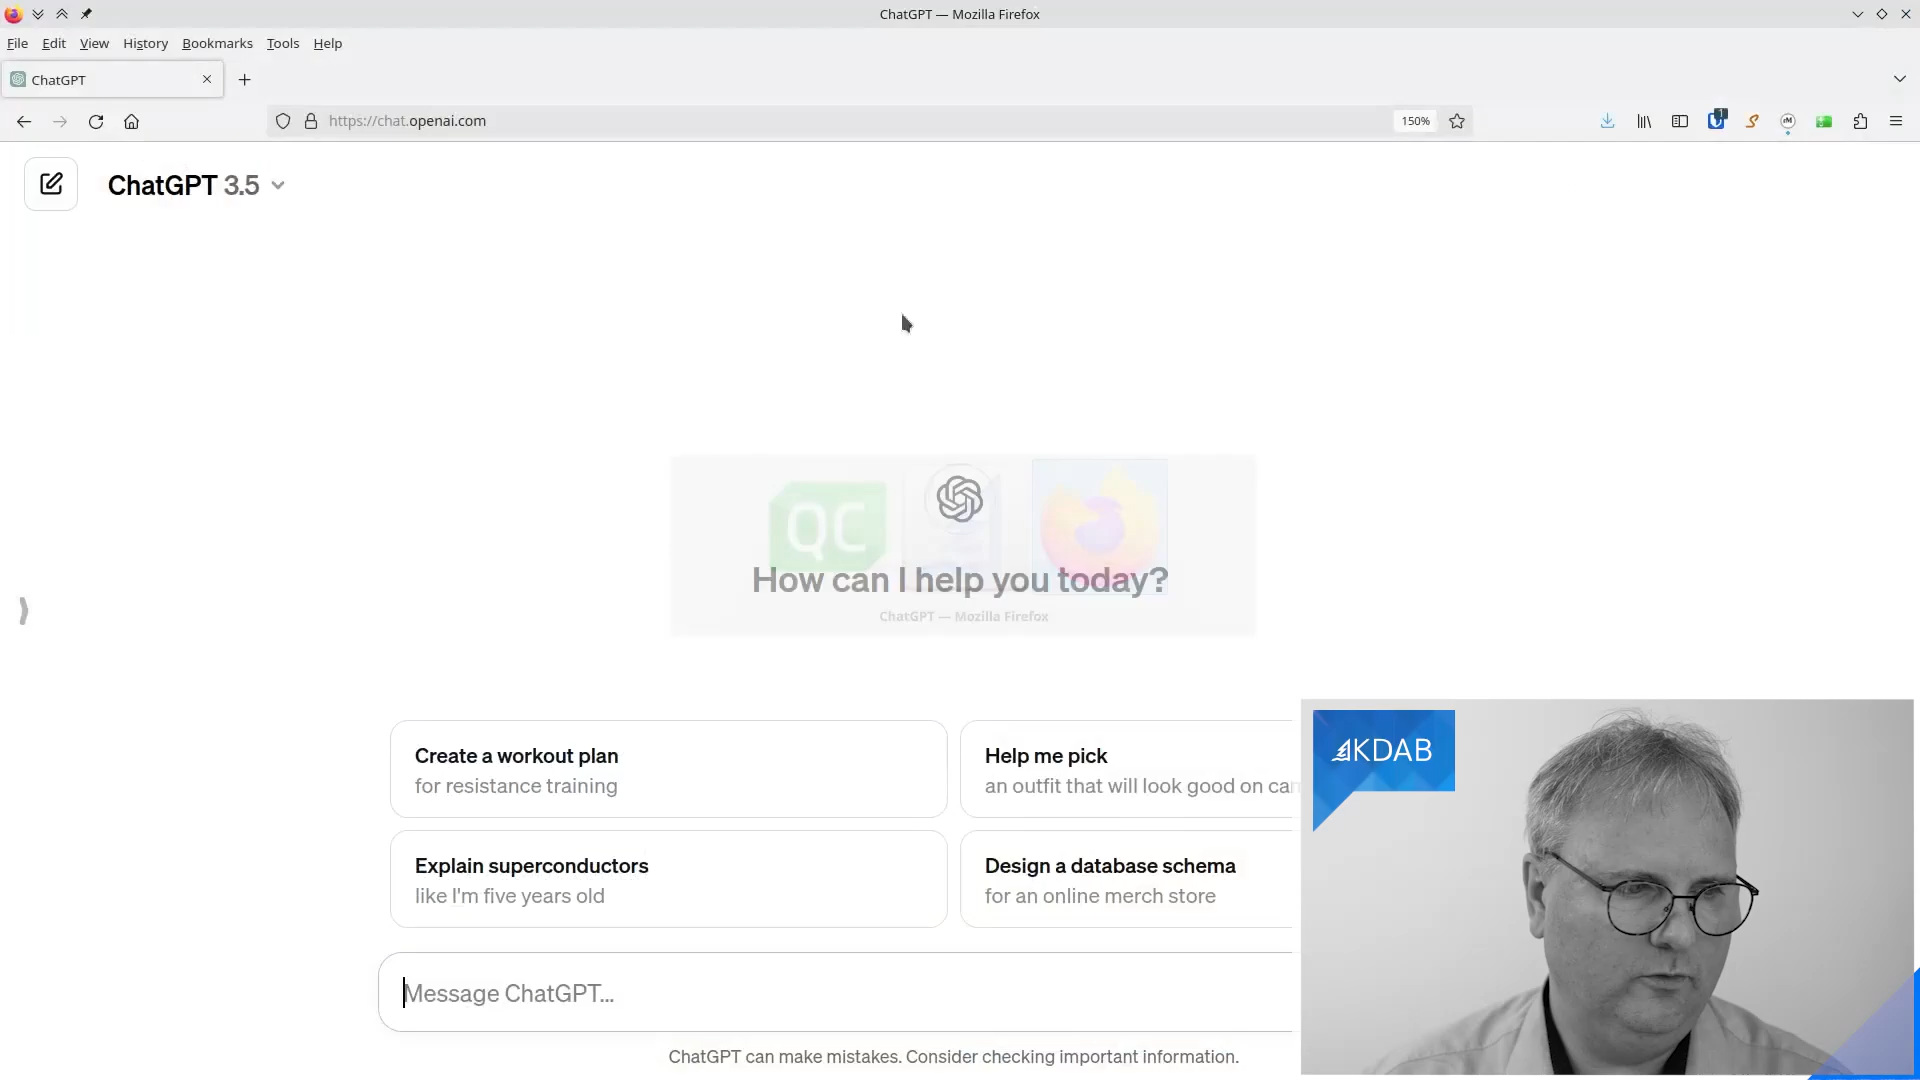 ChatGPT — Mozilla Firefox
File Edit View History Bookmarks Tools Help
ChatGPT
https://chat.openai.com
150%
1
ChatGPT 3.5
QC
How can I help you today?
ChatGPT — Mozilla Firefox
Create a workout plan
for resistance training
Help me pick
an outfit that will look good on cam
Explain superconductors
like I'm five years old
Design a database schema
for an online merch store
Message ChatGPT...
ChatGPT can make mistakes. Consider checking important information.
KDAB